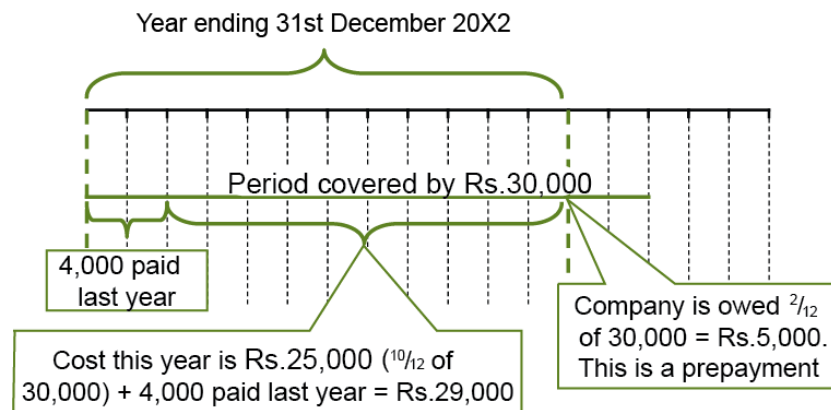 Year ending 31st December 20X2
Period covered by Rs.30,000
4,000 paid
last year
Cost this year is Rs.25,000 (10/12 of
30,000) + 4,000 paid last year = Rs.29,000
Company is owed 2/12
of 30,000 = Rs.5,000.
This is a prepayment